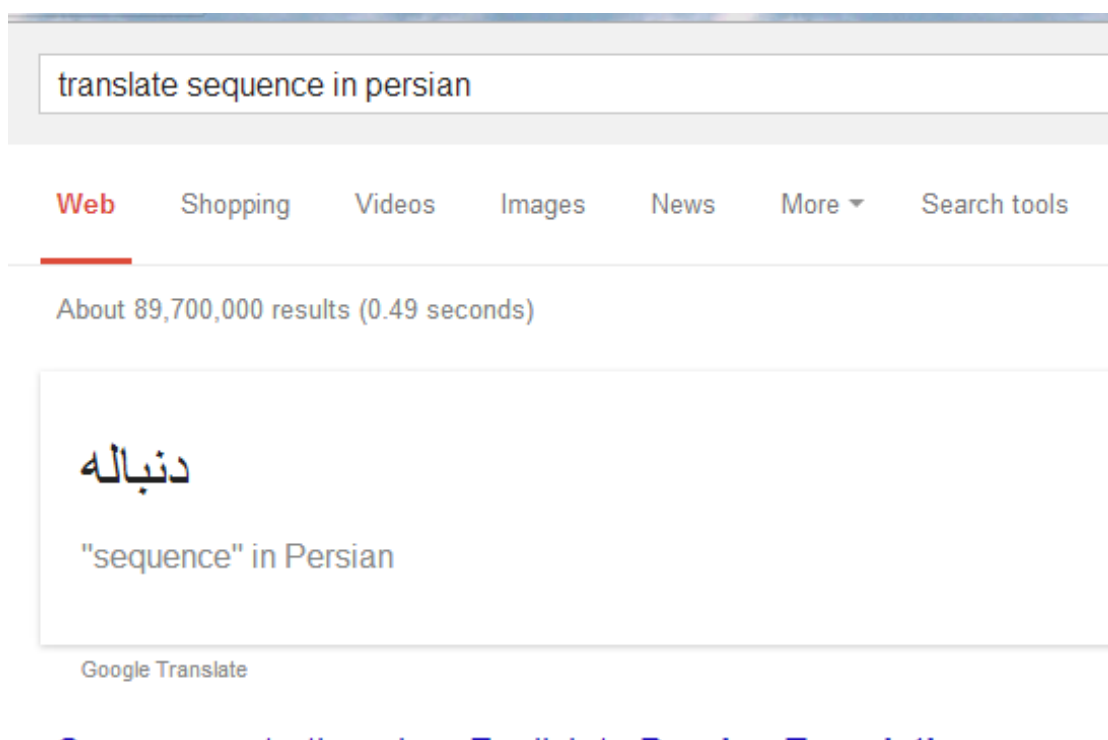 translate sequence in persian
Web Shopping Videos Images News More Search tools
About 89,700,000 results (0.49 seconds)
دنباله
"sequence" in Persian
Google Translate